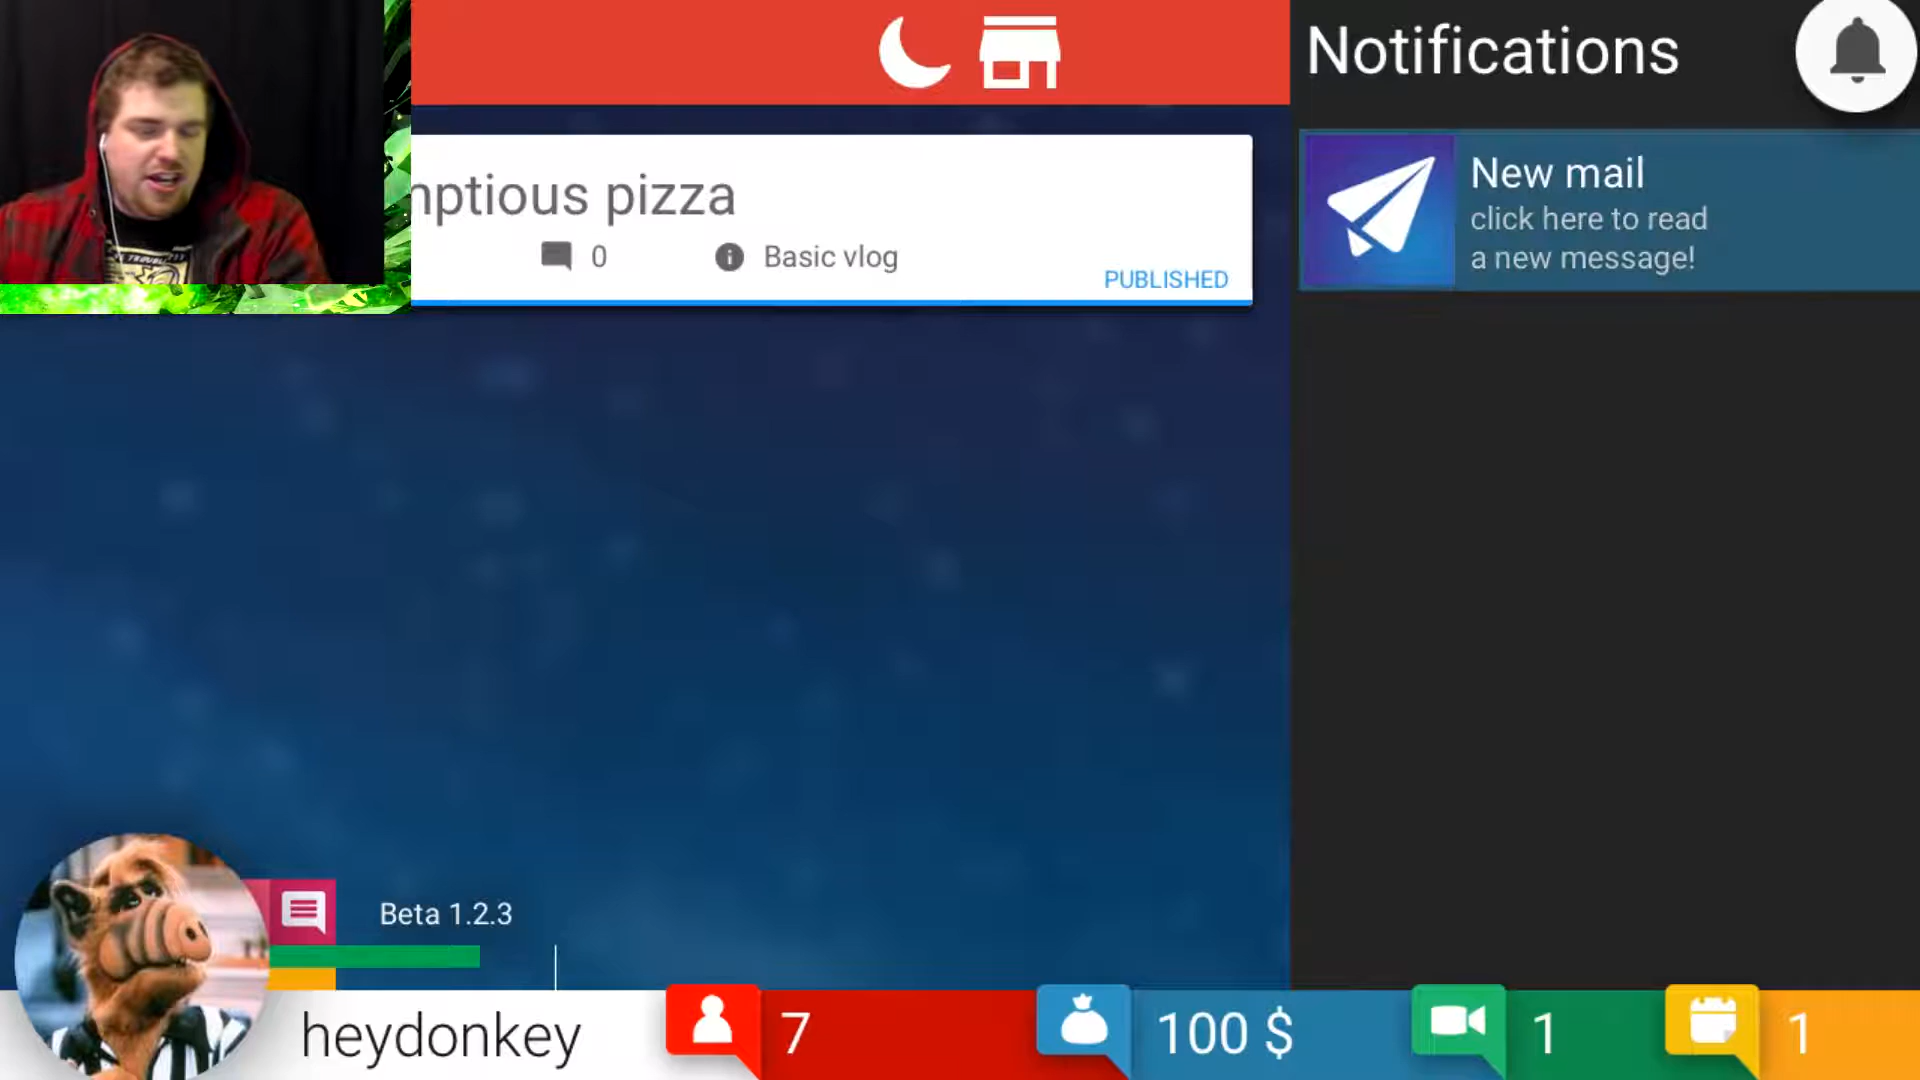 Notifications
mptious pizza
0
Basic vlog
PUBLISHED
New mail
click here to read
a new message!
Beta 1.2.3
heydonkey
7
100 $
1
1